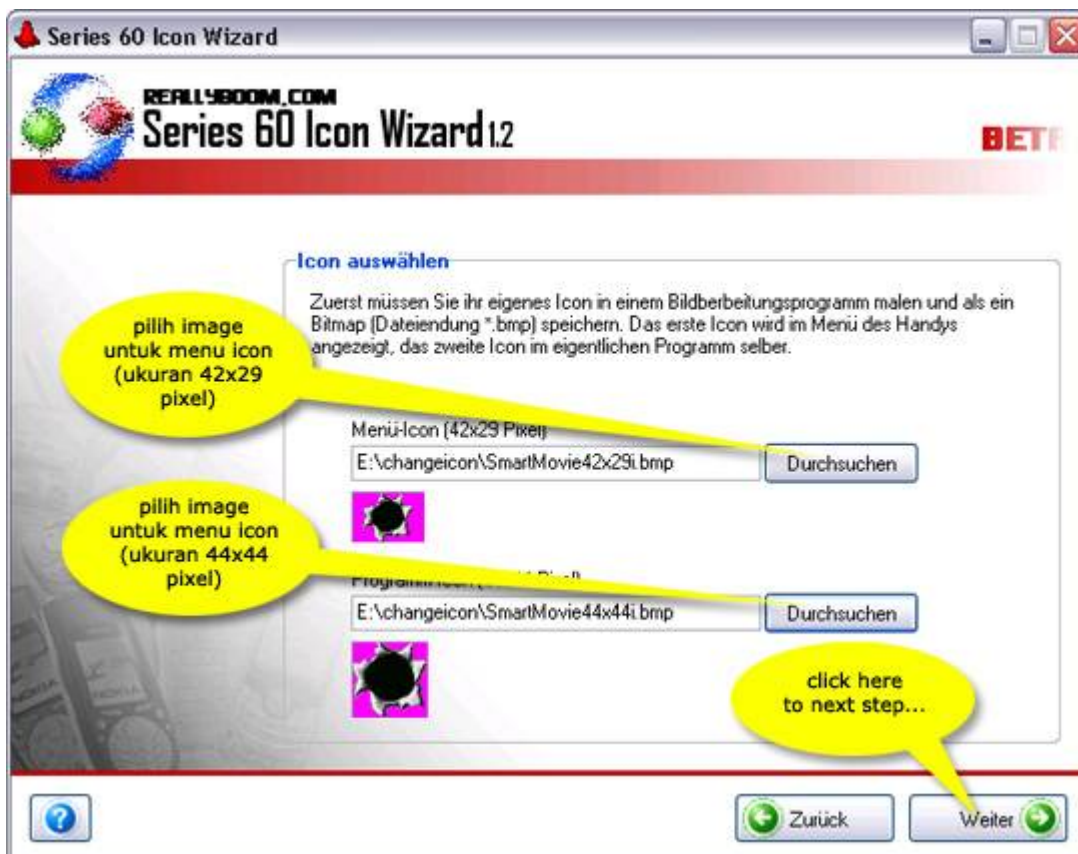 Series 60 Icon Wizard
REALLYBOOM.COM
Series 60 Icon Wizard 1.2
BETA
Icon auswählen
Zuerst müssen Sie ihr eigenes Icon in einem Bildberbeitungsprogramm malen und als ein
Bitmap (Dateiendung *.bmp) speichern. Das erste Icon wird im Menü des Handys
angezeigt, das zweite Icon im eigentlichen Programm selber.
pilih image
untuk menu icon
(ukuran 42x29
pixel)
Menü-Icon (42x29 Pixel)
E:\changeicon\SmartMovie42x29i.bmp
Durchsuchen
pilih image
untuk menu icon
(ukuran 44x44
pixel)
E:\changeicon\SmartMovie44x44i.bmp
Durchsuchen
click here
to next step...
Zurück
Weiter